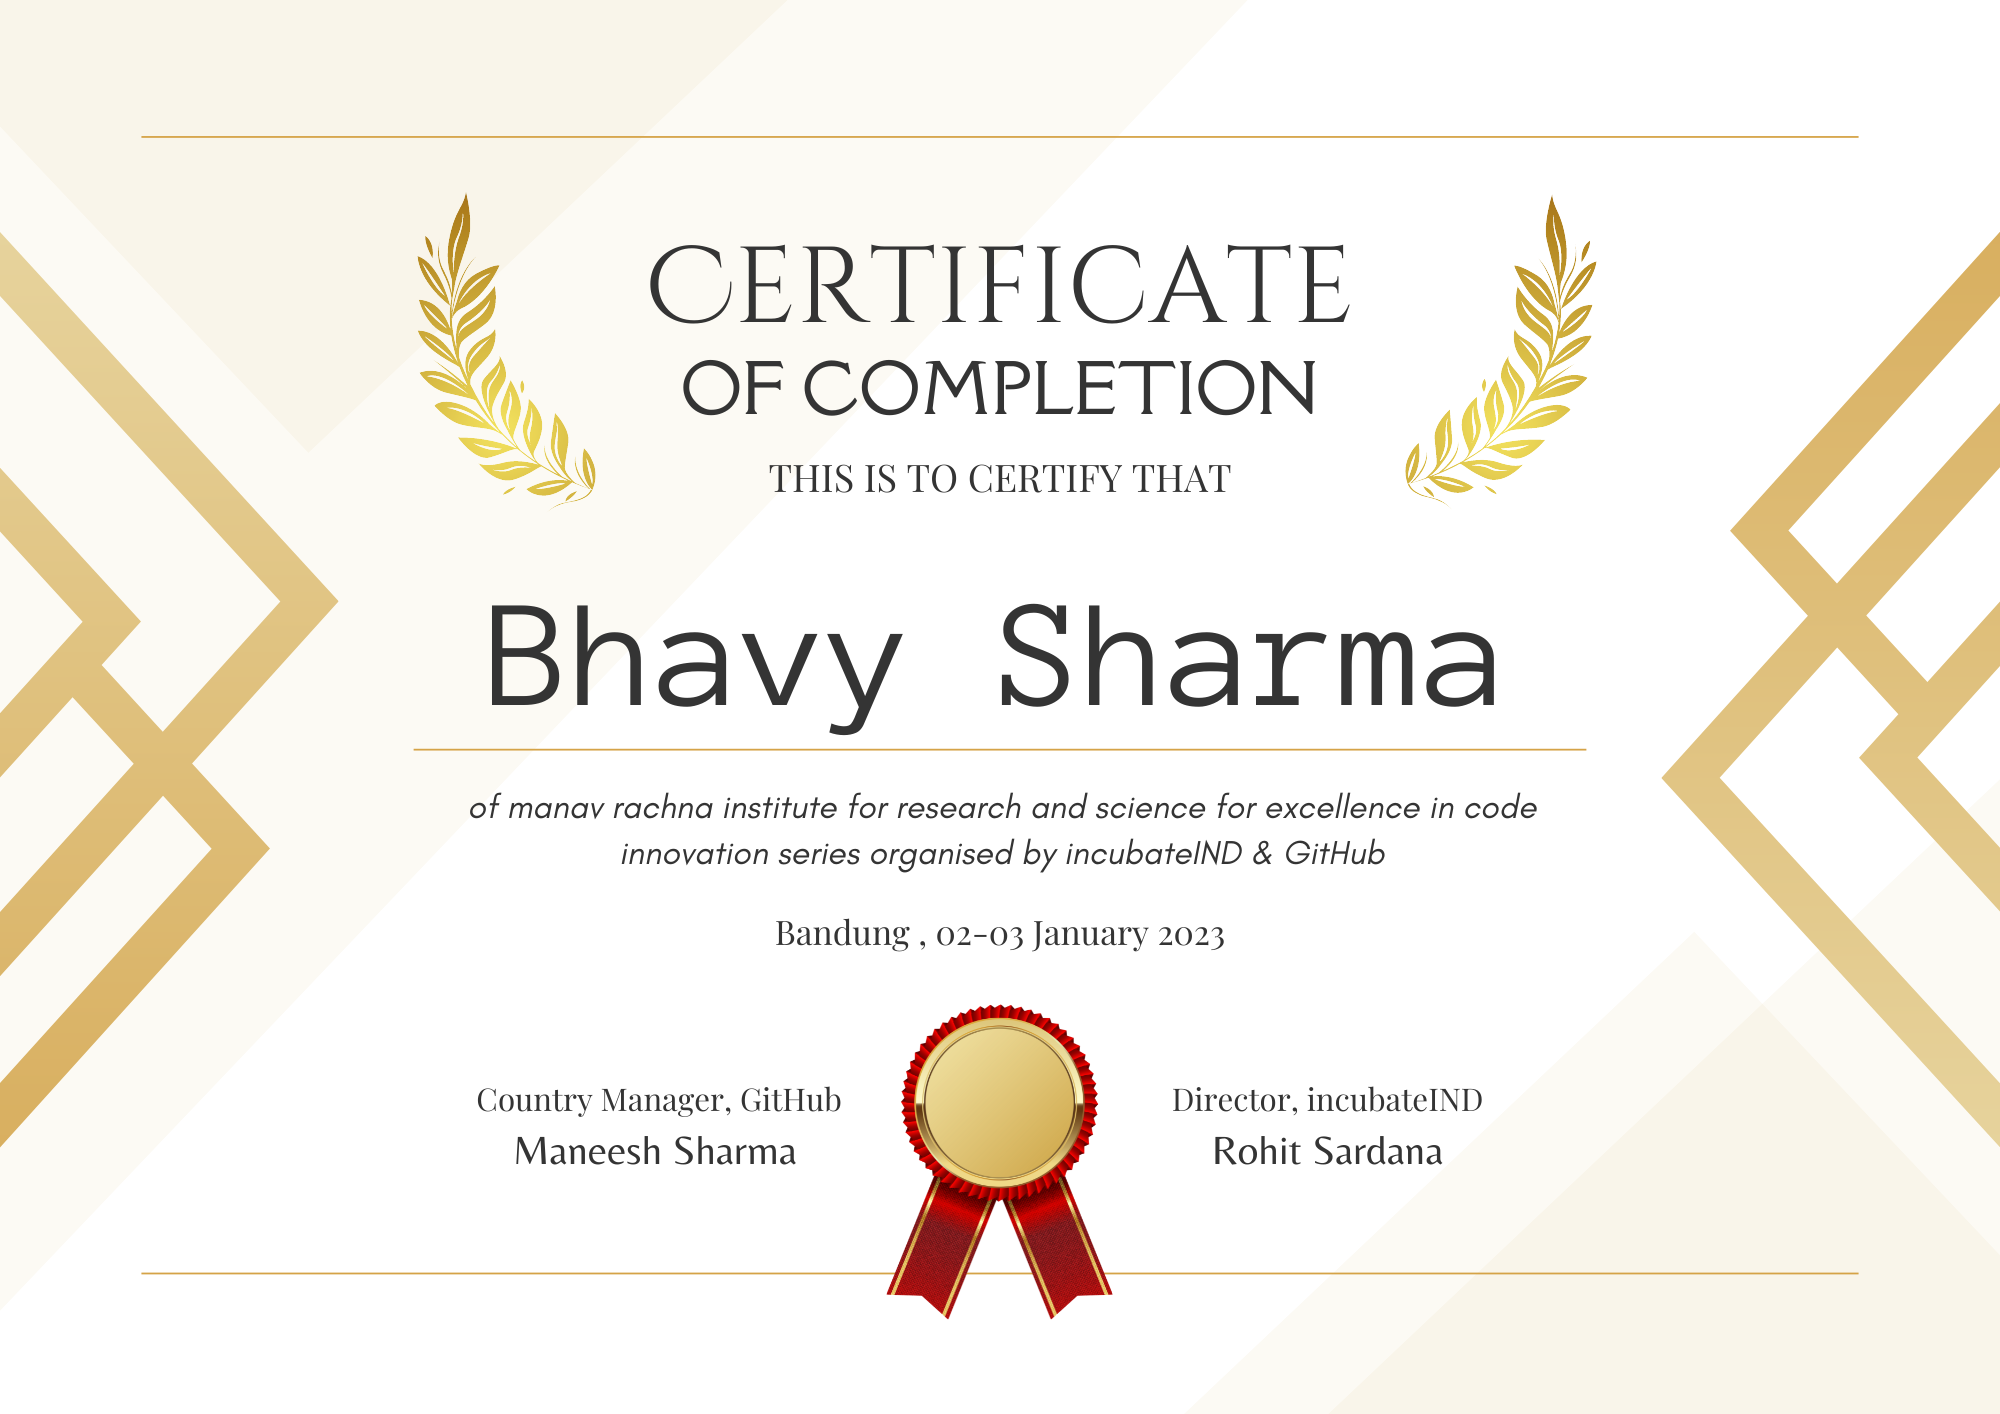 CERTIFICATE
OF COMPLETION
THIS IS TO CERTIFY THAT
Bhavy Sharma
of manav rachna institute for research and science for excellence in code
innovation series organised by incubateIND & GitHub
Bandung , 02-03 January 2023
Country Manager, GitHub
Maneesh Sharma
Director, incubateIND
Rohit Sardana